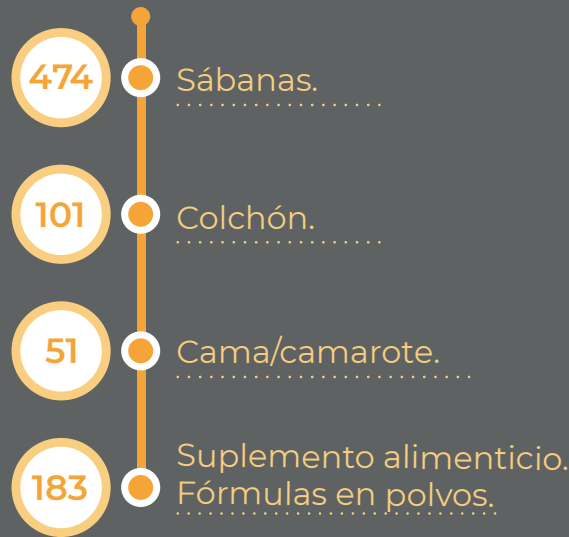 474 Sábanas.
101 Colchón.
51 Cama/camarote.
183 Suplemento alimenticio.
Fórmulas en polvos.